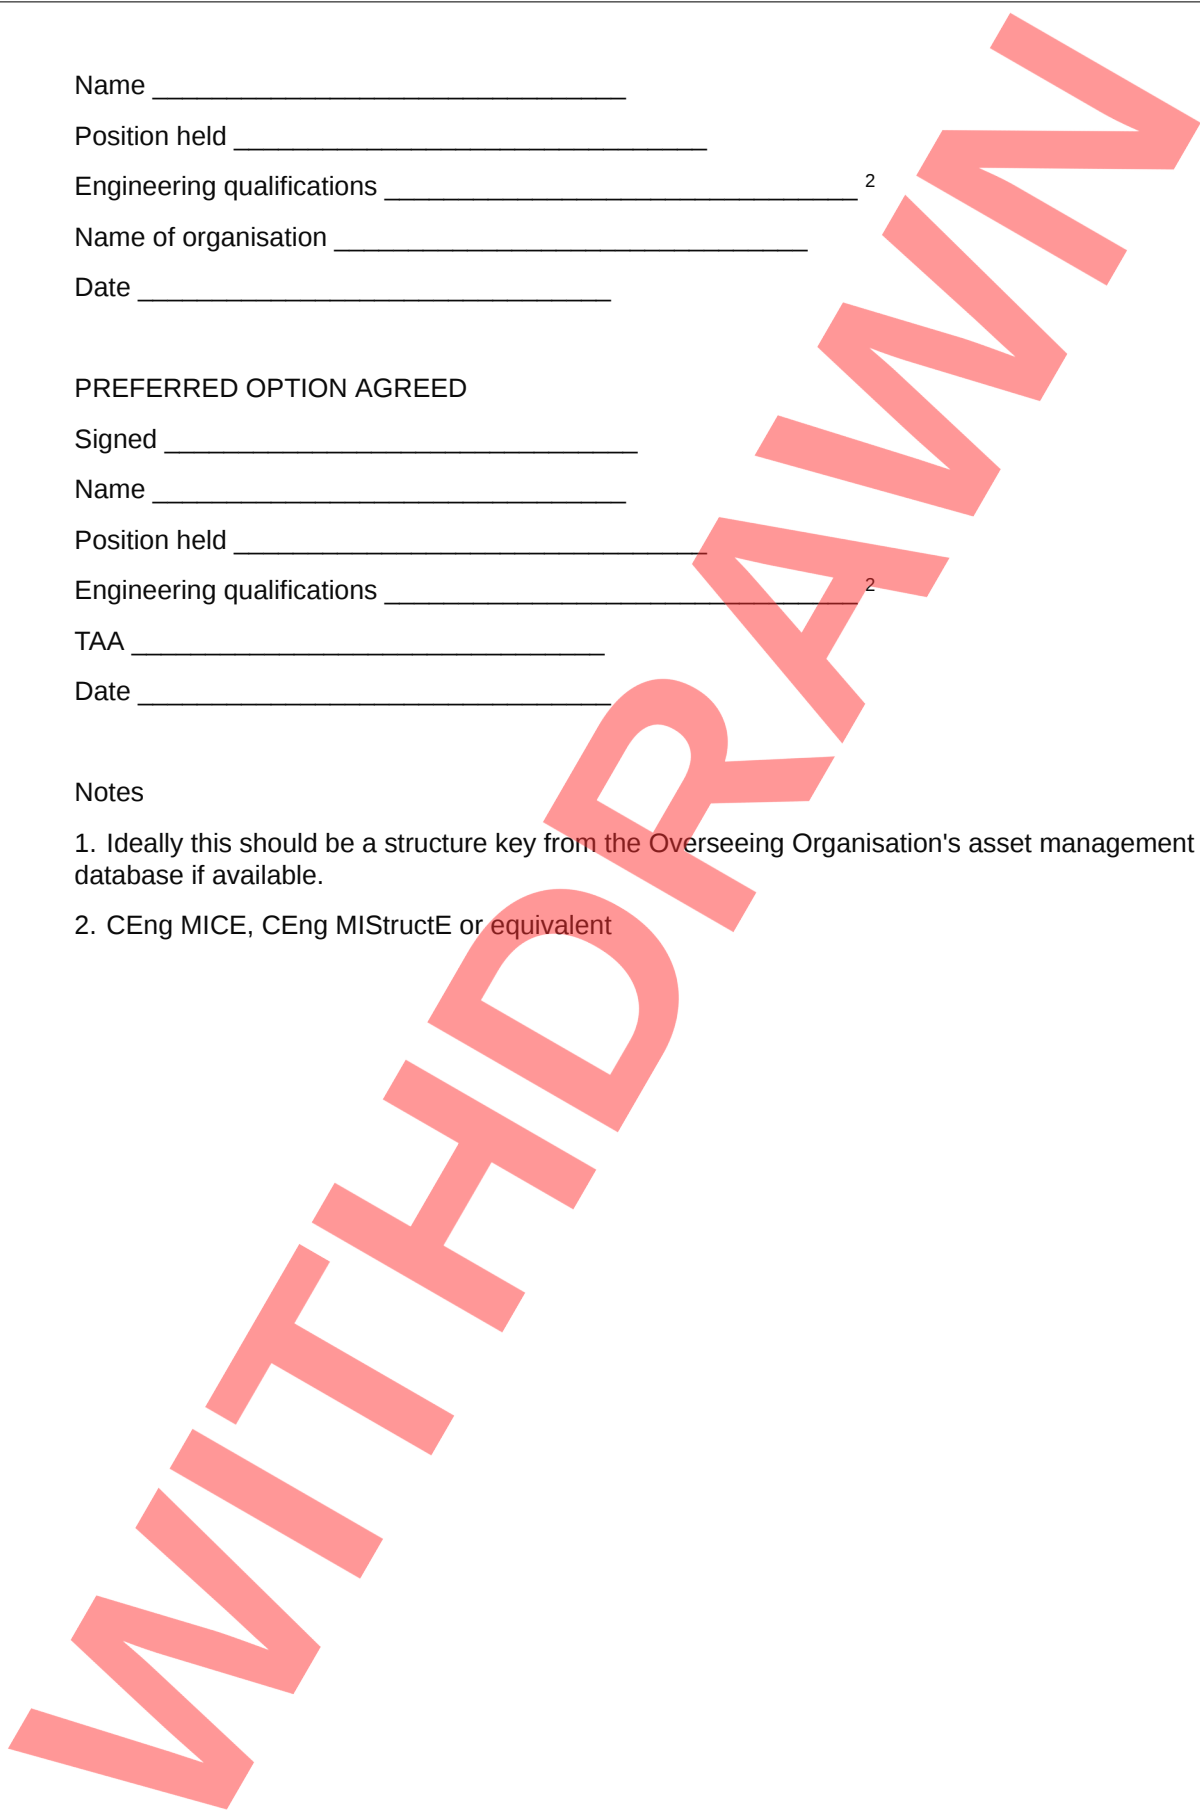 Name ________________________________
Position held ________________________________
Engineering qualifications ________________________________ 2
Name of organisation ________________________________
Date ________________________________
PREFERRED OPTION AGREED
Signed ________________________________
Name ________________________________
Position held ________________________________
Engineering qualifications ________________________________ 2
TAA ________________________________
Date ________________________________
Notes
1. Ideally this should be a structure key from the Overseeing Organisation's asset management
database if available.
2. CEng MICE, CEng MIStructE or equivalent
WITHDRAWN